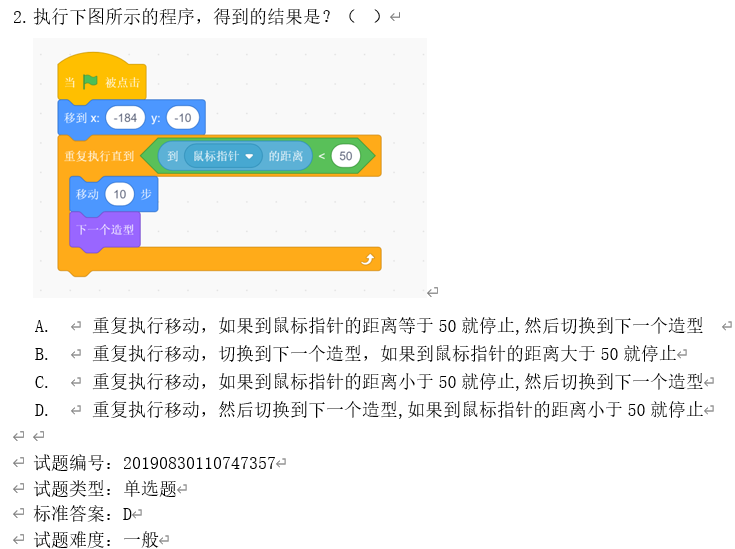 2. 执行下图所示的程序，得到的结果是？（ ）
当 被点击
移到 x: -184 y: -10
重复执行直到 到 鼠标指针 的距离 < 50
移动 10 步
下一个造型
A. 重复执行移动，如果到鼠标指针的距离等于 50 就停止,然后切换到下一个造型
B. 重复执行移动，切换到下一个造型，如果到鼠标指针的距离大于 50 就停止
C. 重复执行移动，如果到鼠标指针的距离小于 50 就停止,然后切换到下一个造型
D. 重复执行移动，然后切换到下一个造型,如果到鼠标指针的距离小于 50 就停止
试题编号：20190830110747357
试题类型：单选题
标准答案：D
试题难度：一般